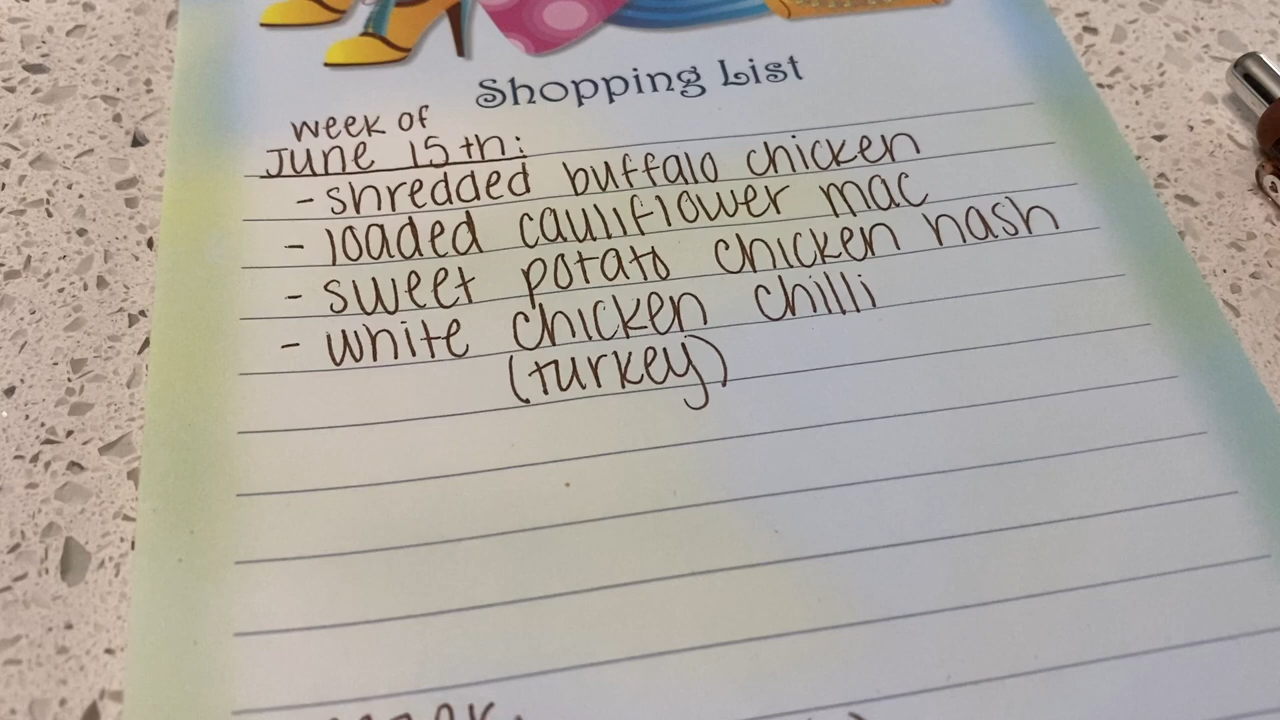 Shopping List
week of
June 15th:
- shredded buffalo chicken
- loaded cauliflower mac
- sweet potato chicken hash
- white chicken chilli
(turkey)